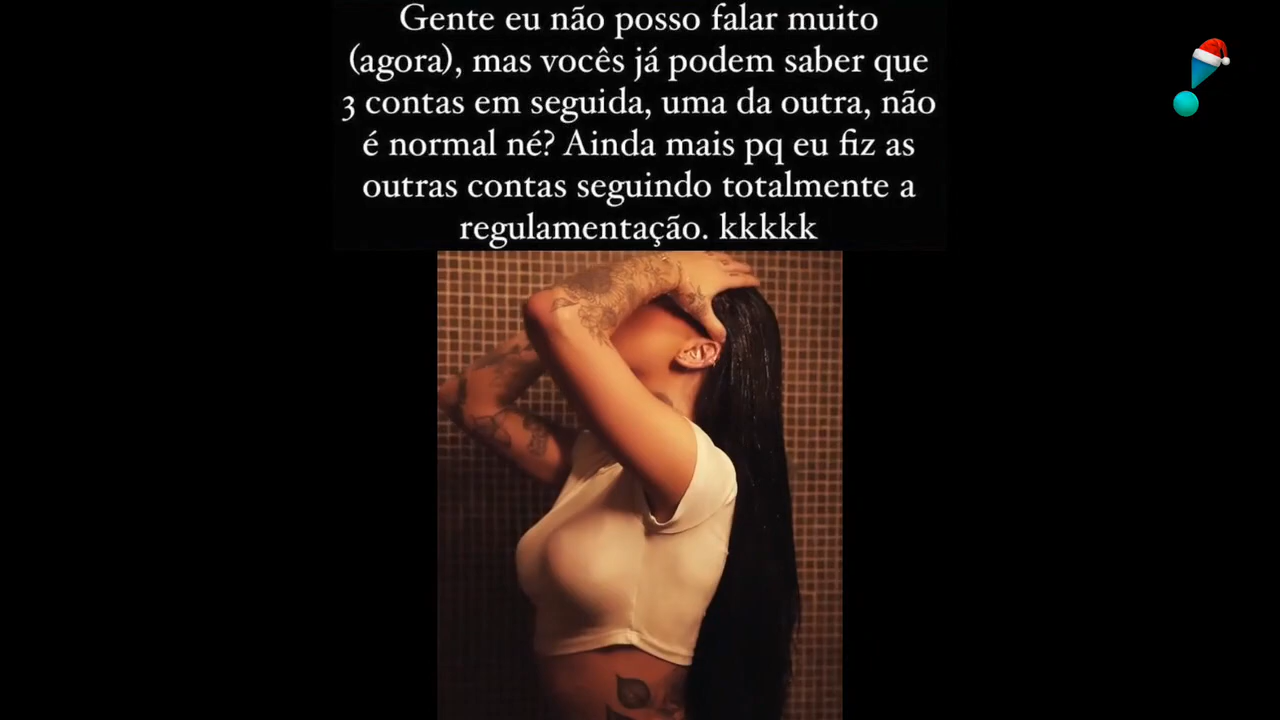 Gente eu não posso falar muito
(agora), mas vocês já podem saber que
3 contas em seguida, uma da outra, não
é normal né? Ainda mais pq eu fiz as
outras contas seguindo totalmente a
regulamentação. kkkkk